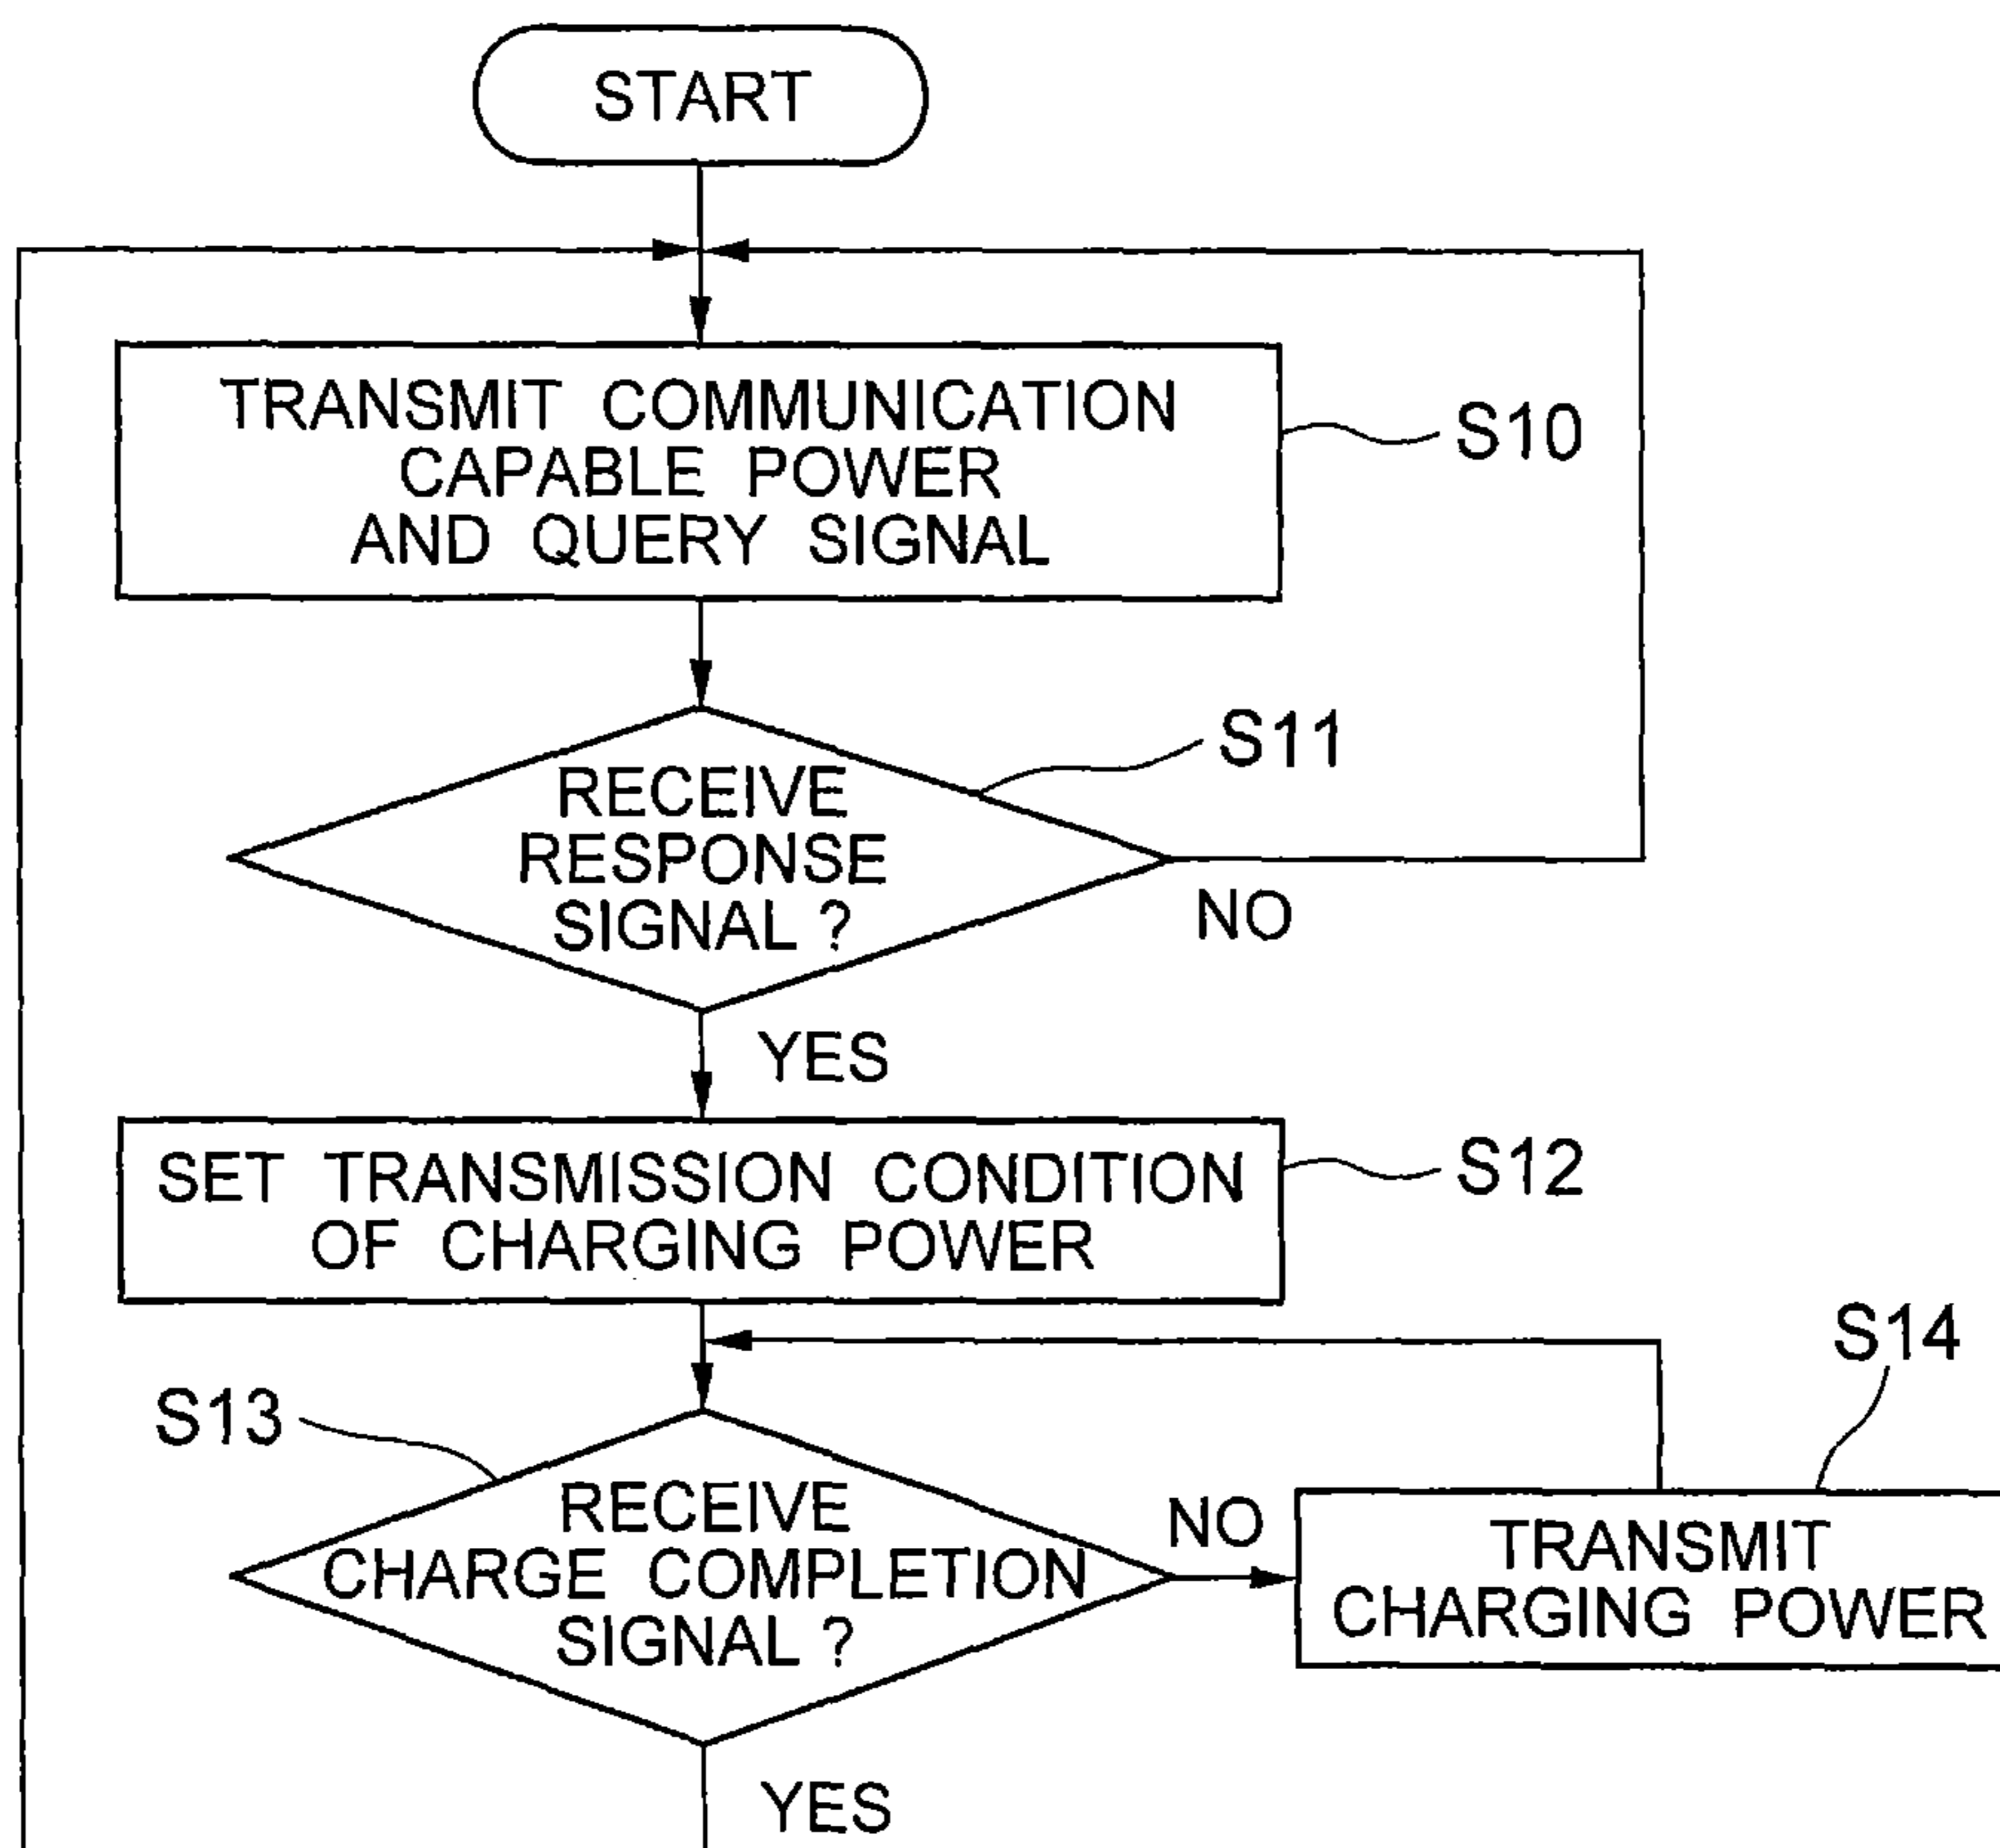 START
TRANSMIT COMMUNICATION
CAPABLE POWER
AND QUERY SIGNAL
S10
S11
RECEIVE
RESPONSE
SIGNAL ?
NO
YES
SET TRANSMISSION CONDITION
OF CHARGING POWER
S12
S14
S13
RECEIVE
CHARGE COMPLETION
SIGNAL ?
NO
TRANSMIT
CHARGING POWER
YES